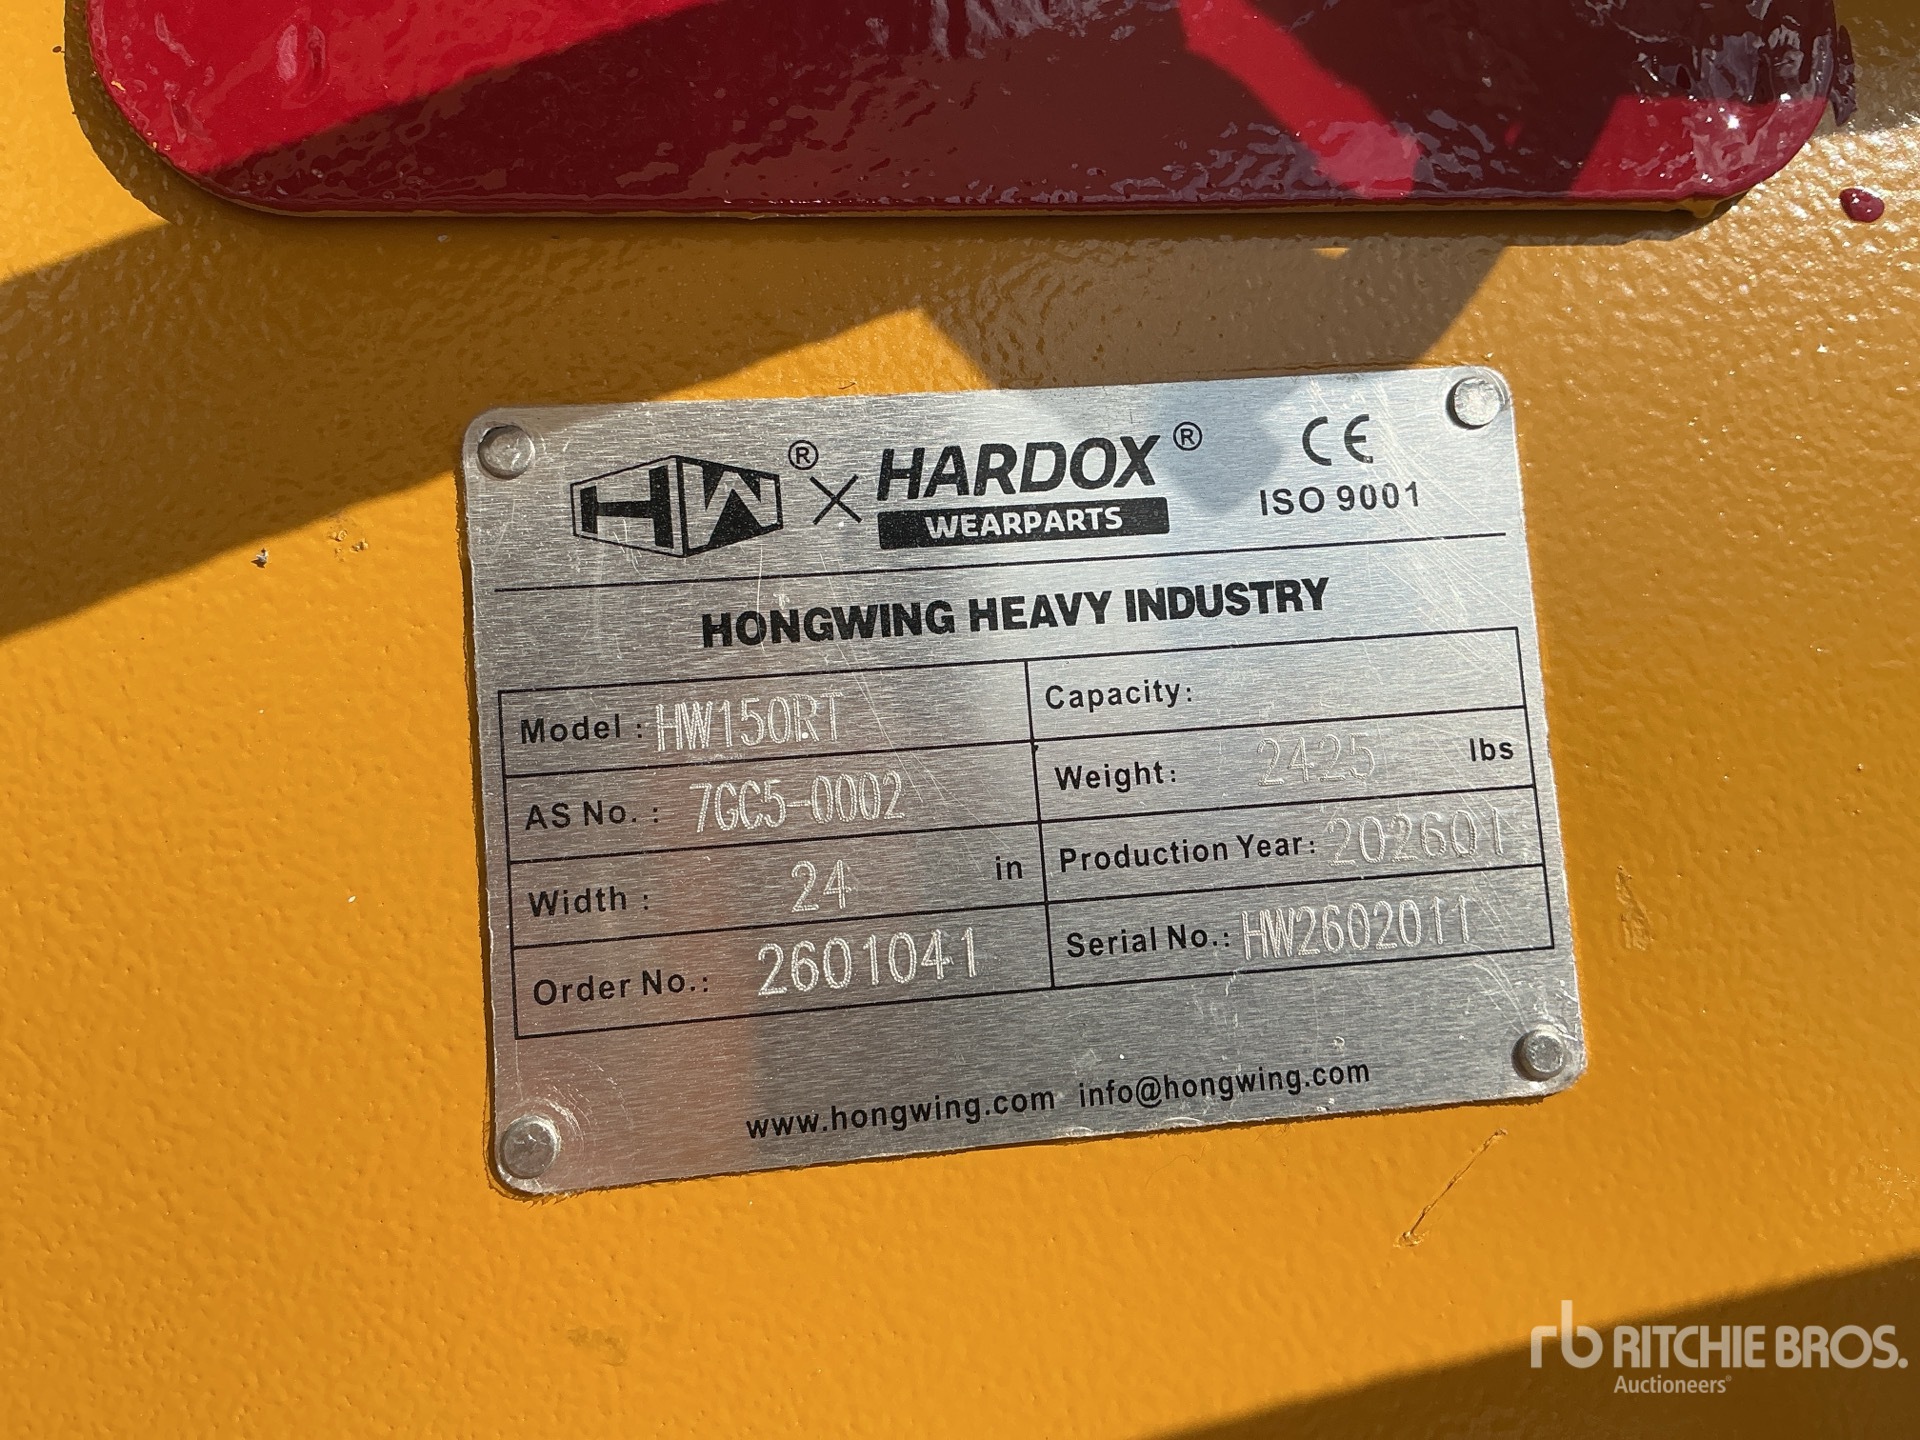 HW® × HARDOX® CE
WEARPARTS ISO 9001
HONGWING HEAVY INDUSTRY
Model : HW150RT
Capacity:
AS No. : 7GC5-0002
Weight: 2425 lbs
Width : 24 in
Production Year: 202601
Order No.: 2601041
Serial No.: HW2602011
www.hongwing.com info@hongwing.com
rb RITCHIE BROS.
Auctioneers